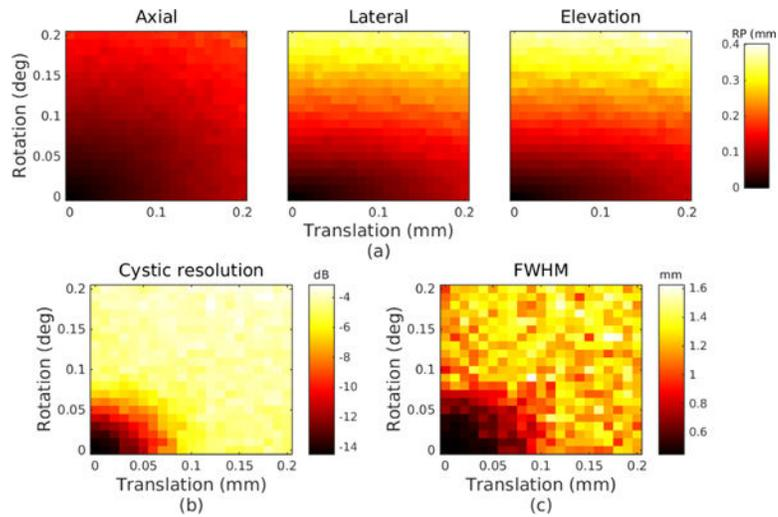 Axial Lateral Elevation
RP (mm
Rotation (deg)
0.2
0.15
0.1
0.05
0
0 0.1 0.2
0 0.1 0.2
0 0.1 0.2
0.4
0.3
0.2
0.1
0
Translation (mm)
(a)
Cystic resolution
dB
Rotation (deg)
0.2
0.15
0.1
0.05
0
0 0.05 0.1 0.15 0.2
-4
-6
-8
-10
-12
-14
Translation (mm)
(b)
FWHM
mm
Rotation (deg)
0.2
0.15
0.1
0.05
0
0 0.05 0.1 0.15 0.2
1.6
1.4
1.2
1
0.8
0.6
Translation (mm)
(c)